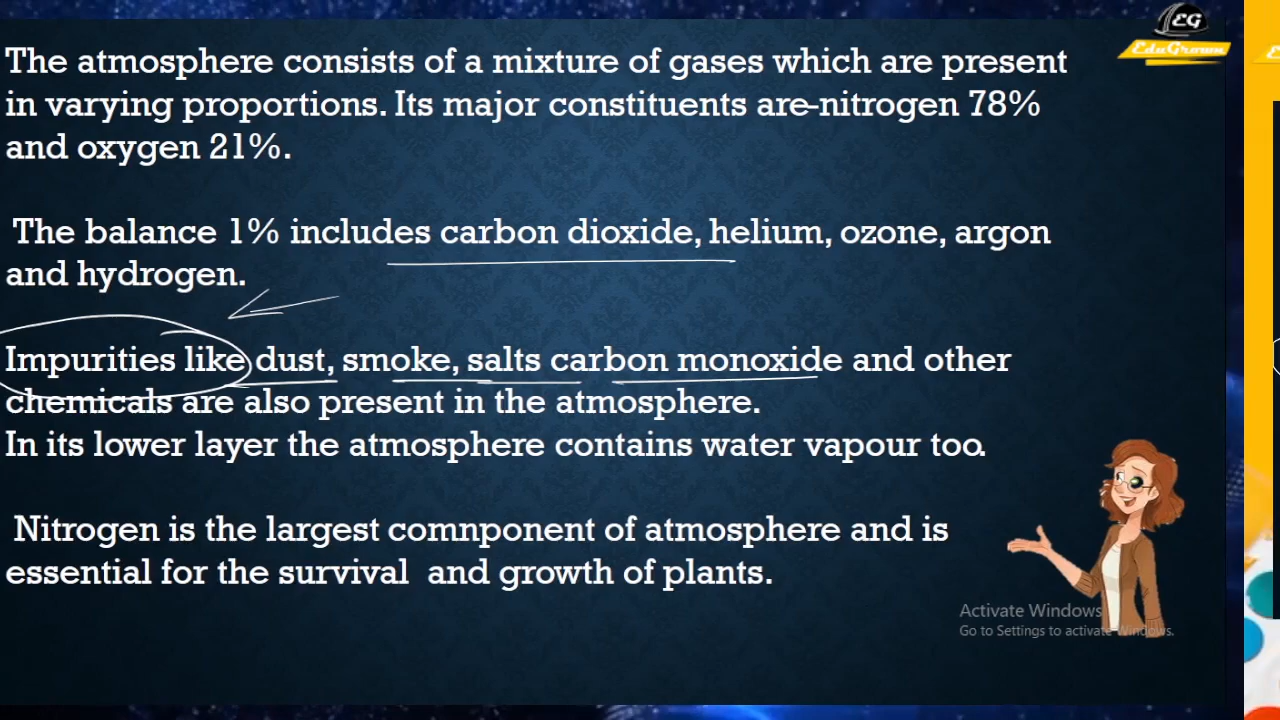 EG
EduGrown
The atmosphere consists of a mixture of gases which are present
in varying proportions. Its major constituents are-nitrogen 78%
and oxygen 21%.
The balance 1% includes carbon dioxide, helium, ozone, argon
and hydrogen.
Impurities like dust, smoke, salts carbon monoxide and other
chemicals are also present in the atmosphere.
In its lower layer the atmosphere contains water vapour too.
Nitrogen is the largest comnponent of atmosphere and is
essential for the survival and growth of plants.
Activate Windows
Go to Settings to activate Windows.